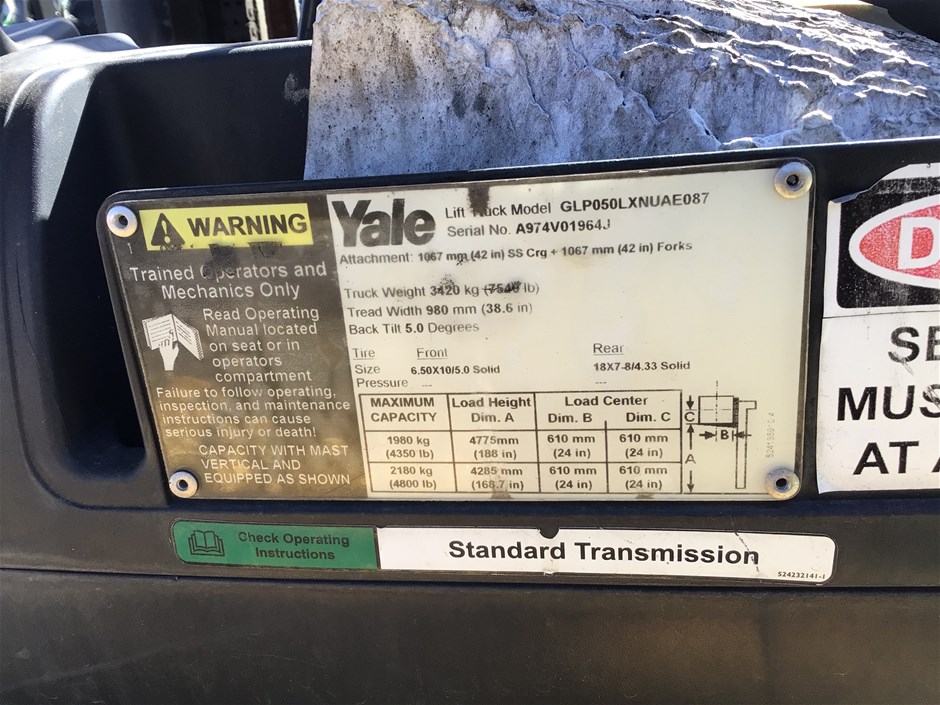 WARNING
Trained Operators and
Mechanics Only
Read Operating
Manual located
on seat or in
operators
compartment
Failure to follow operating,
inspection, and maintenance
instructions can cause
serious injury or death!
CAPACITY WITH MAST
VERTICAL AND
EQUIPPED AS SHOWN
Yale
Lift Truck Model GLP050LXNUAE087
Serial No. A974V01964J
Attachment: 1067 mm (42 in) SS Crg + 1067 mm (42 in) Forks
Truck Weight 3420 kg (7540 lb)
Tread Width 980 mm (38.6 in)
Back Tilt 5.0 Degrees
Tire Front Rear
Size 6.50X10/5.0 Solid 18X7-8/4.33 Solid
Pressure --- ---
MAXIMUM Load Height Load Center
CAPACITY Dim. A Dim. B Dim. C
1980 kg 4775mm 610 mm 610 mm
(4350 lb) (188 in) (24 in) (24 in)
2180 kg 4285 mm 610 mm 610 mm
(4800 lb) (168.7 in) (24 in) (24 in)
C
B
A
D
SE
MUS
AT A
Check Operating
Instructions
Standard Transmission
524232141-1